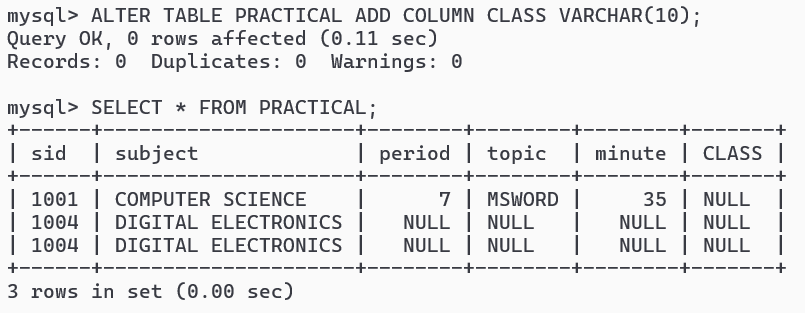 mysql> ALTER TABLE PRACTICAL ADD COLUMN CLASS VARCHAR(10);
Query OK, 0 rows affected (0.11 sec)
Records: 0  Duplicates: 0  Warnings: 0

mysql> SELECT * FROM PRACTICAL;
+------+---------------------+--------+--------+--------+-------+
| sid  | subject             | period | topic  | minute | CLASS |
+------+---------------------+--------+--------+--------+-------+
| 1001 | COMPUTER SCIENCE    |      7 | MSWORD |     35 | NULL  |
| 1004 | DIGITAL ELECTRONICS |   NULL | NULL   |   NULL | NULL  |
| 1004 | DIGITAL ELECTRONICS |   NULL | NULL   |   NULL | NULL  |
+------+---------------------+--------+--------+--------+-------+
3 rows in set (0.00 sec)